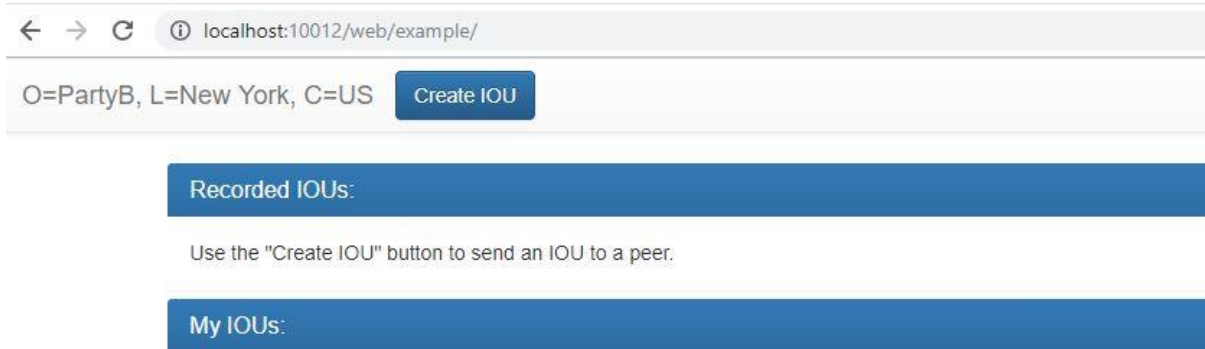 localhost:10012/web/example/
O=PartyB, L=New York, C=US Create IOU
Recorded IOUs:
Use the "Create IOU" button to send an IOU to a peer.
My IOUs: